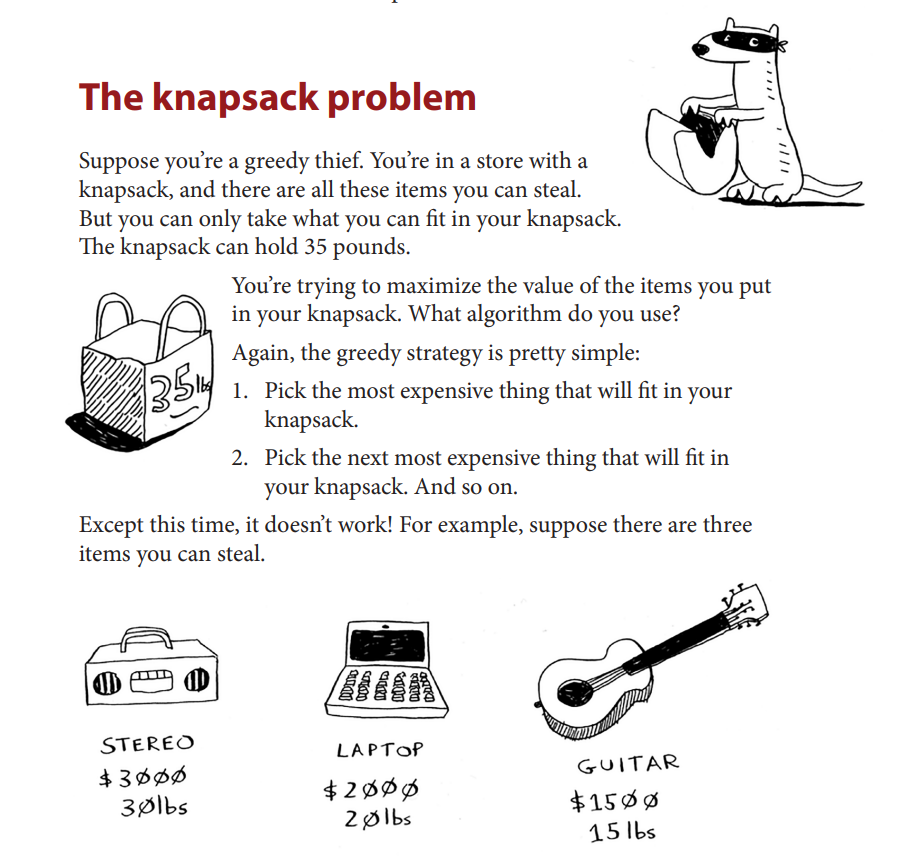 The knapsack problem
Suppose you’re a greedy thief. You’re in a store with a
knapsack, and there are all these items you can steal.
But you can only take what you can fit in your knapsack.
The knapsack can hold 35 pounds.
You’re trying to maximize the value of the items you put
in your knapsack. What algorithm do you use?
Again, the greedy strategy is pretty simple:
35lbs
1. Pick the most expensive thing that will fit in your
knapsack.
2. Pick the next most expensive thing that will fit in
your knapsack. And so on.
Except this time, it doesn’t work! For example, suppose there are three
items you can steal.
STEREO
$3000
30lbs
LAPTOP
$2000
20lbs
GUITAR
$1500
15lbs